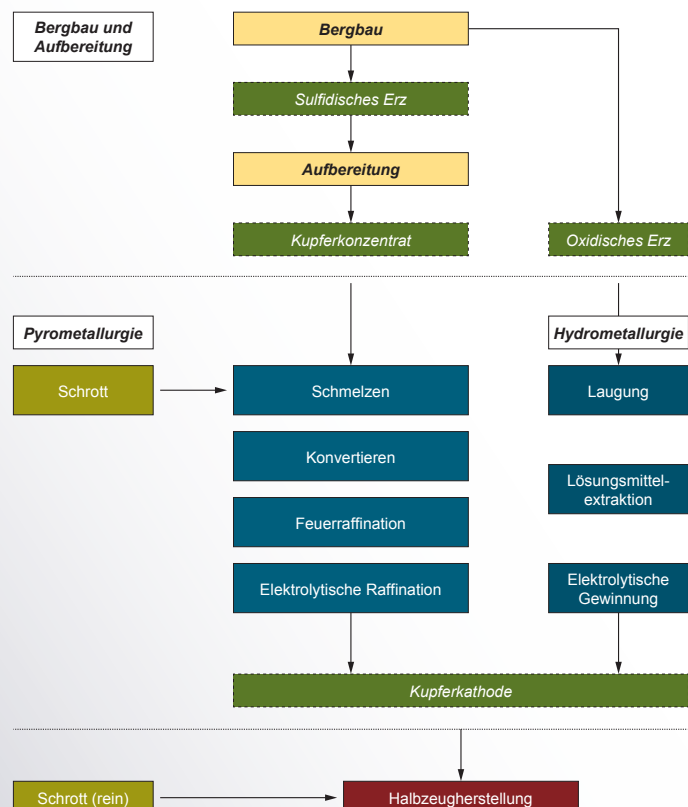 Bergbau und
Aufbereitung
Bergbau
Sulfidisches Erz
Aufbereitung
Kupferkonzentrat
Oxidisches Erz
Pyrometallurgie
Hydrometallurgie
Schrott
Schmelzen
Laugung
Konvertieren
Lösungsmittel-
extraktion
Feuerraffination
Elektrolytische Raffination
Elektrolytische
Gewinnung
Kupferkathode
Schrott (rein)
Halbzeugherstellung